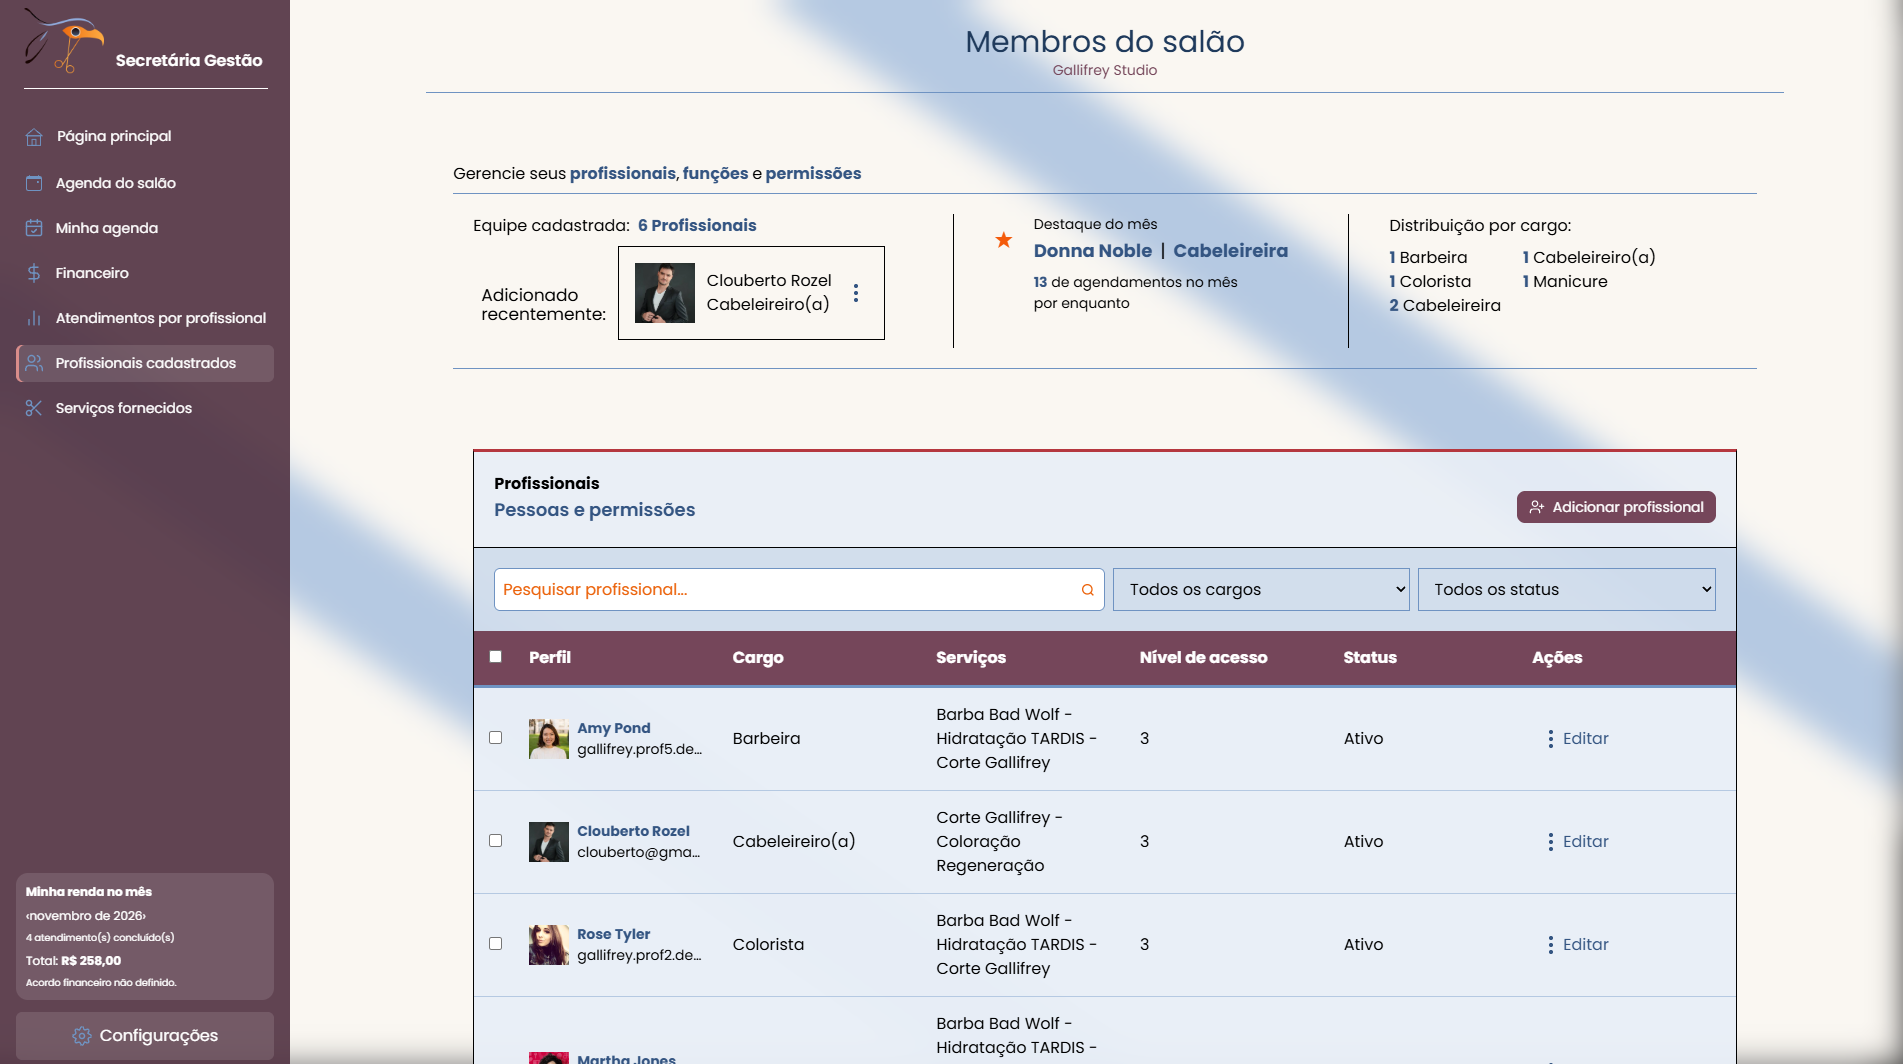 Secretária Gestão
Página principal
Agenda do salão
Minha agenda
Financeiro
Atendimentos por profissional
Profissionais cadastrados
Serviços fornecidos
Minha renda no mês
‹novembro de 2026›
4 atendimento(s) concluído(s)
Total: R$ 258,00
Acordo financeiro não definido.
Configurações
Membros do salão
Gallifrey Studio
Gerencie seus profissionais, funções e permissões
Equipe cadastrada: 6 Profissionais
Adicionado
recentemente:
Clouberto Rozel
Cabeleireiro(a)
Destaque do mês
Donna Noble | Cabeleireira
13 de agendamentos no mês
por enquanto
Distribuição por cargo:
1 Barbeira
1 Cabeleireiro(a)
1 Colorista
1 Manicure
2 Cabeleireira
Profissionais
Pessoas e permissões
Adicionar profissional
Pesquisar profissional...
Todos os cargos
Todos os status
Perfil
Cargo
Serviços
Nível de acesso
Status
Ações
Amy Pond
gallifrey.prof5.de...
Barbeira
Barba Bad Wolf -
Hidratação TARDIS -
Corte Gallifrey
3
Ativo
Editar
Clouberto Rozel
clouberto@gma...
Cabeleireiro(a)
Corte Gallifrey -
Coloração
Regeneração
3
Ativo
Editar
Rose Tyler
gallifrey.prof2.de...
Colorista
Barba Bad Wolf -
Hidratação TARDIS -
Corte Gallifrey
3
Ativo
Editar
Martha Jones
Barba Bad Wolf -
Hidratação TARDIS -